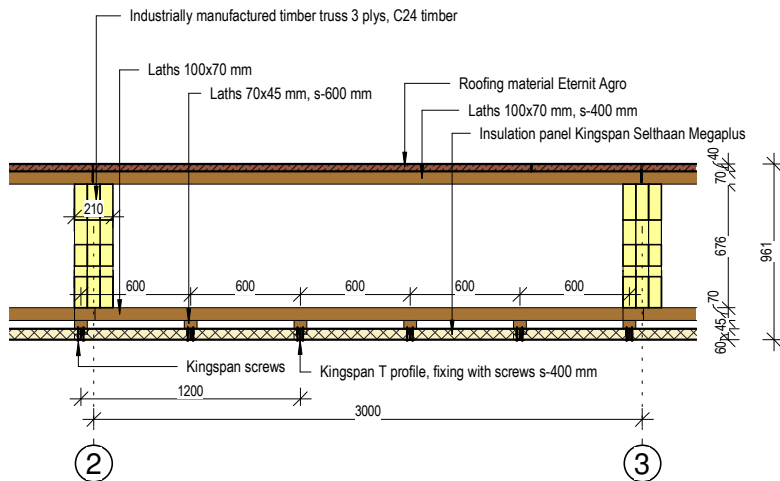 Industrially manufactured timber truss 3 plys, C24 timber
Laths 100x70 mm
Roofing material Eternit Agro
Laths 70x45 mm, s-600 mm
Laths 100x70 mm, s-400 mm
Insulation panel Kingspan Selthaan Megaplus
40
70
210
676
961
600
600
600
600
600
70
45
60
Kingspan screws
Kingspan T profile, fixing with screws s-400 mm
1200
3000
2
3